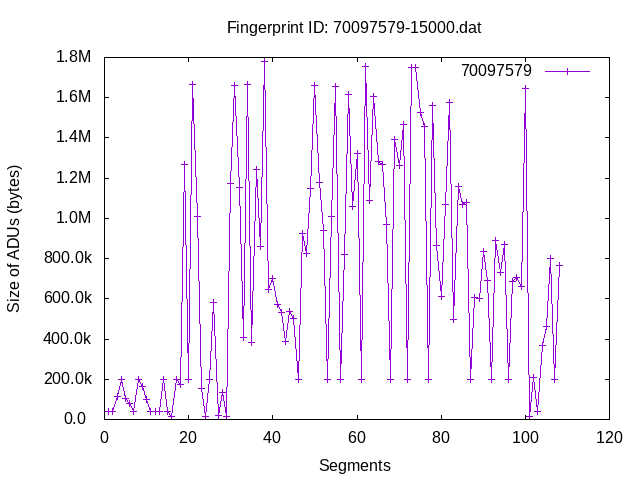 Fingerprint ID: 70097579-15000.dat
1.8M
70097579
1.6M
1.4M
1.2M
1.0M
800.0k
600.0k
400.0k
200.0k
0.0
Size of ADUs (bytes)
0 20 40 60 80 100 120
Segments